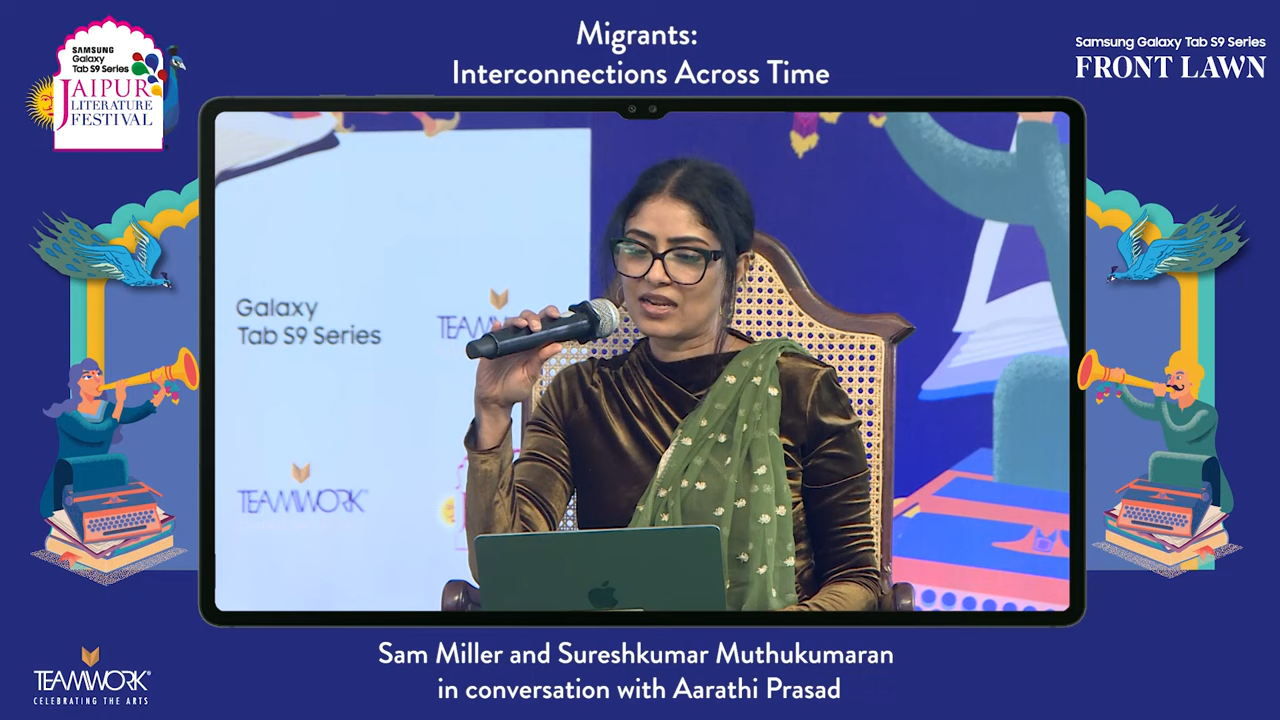 Migrants:
Interconnections Across Time
SAMSUNG
Galaxy
Tab S9 Series
JAIPUR
LITERATURE
FESTIVAL
Samsung Galaxy Tab S9 Series
FRONT LAWN
Galaxy
Tab S9 Series
TEAMWORK
Sam Miller and Sureshkumar Muthukumaran
in conversation with Aarathi Prasad
TEAMWORK®
CELEBRATING THE ARTS